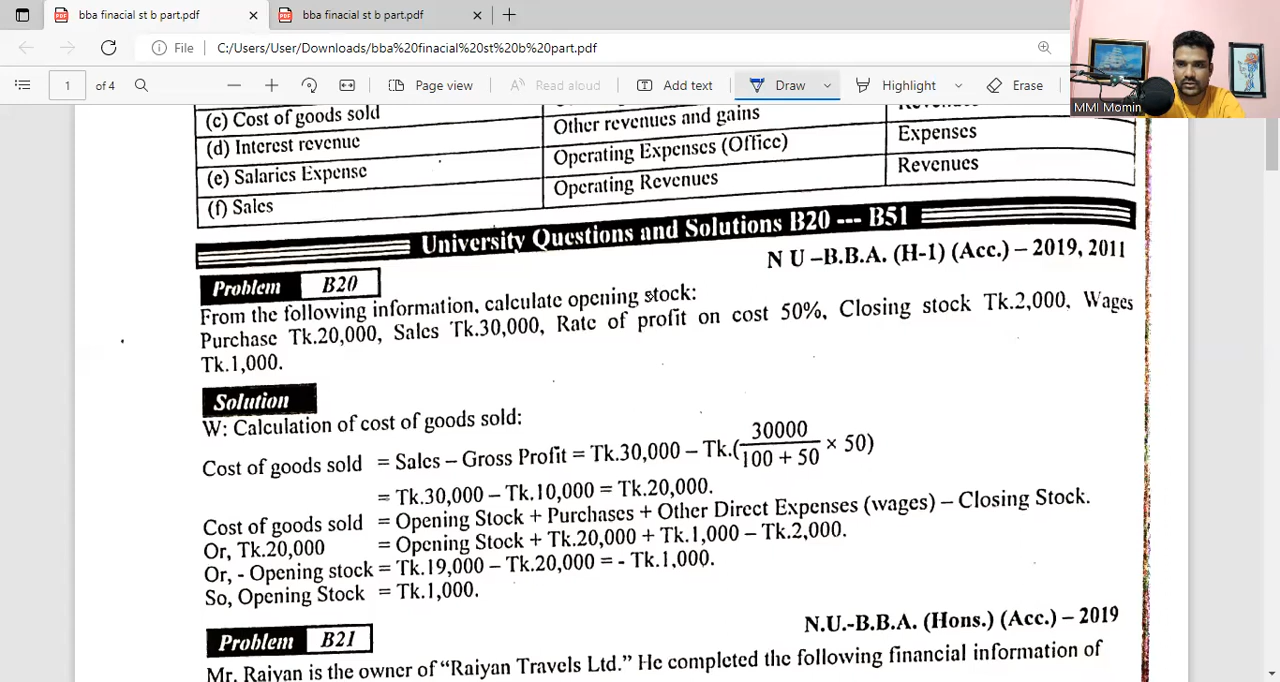 bba finacial st b part.pdf
bba finacial st b part.pdf
File C:/Users/User/Downloads/bba%20finacial%20st%20b%20part.pdf
1 of 4 Page view Read aloud Add text Draw Highlight Erase
MMI Momin
(c) Cost of goods sold
(d) Interest revenue Other revenues and gains
(e) Salaries Expense Operating Expenses (Office) Expenses
(f) Sales Operating Revenues Revenues
University Questions and Solutions B20 --- B51
N U –B.B.A. (H-1) (Acc.) – 2019, 2011
Problem B20
From the following information, calculate opening stock:
Purchase Tk.20,000, Sales Tk.30,000, Rate of profit on cost 50%, Closing stock Tk.2,000, Wages
Tk.1,000.
Solution
W: Calculation of cost of goods sold:
Cost of goods sold = Sales – Gross Profit = Tk.30,000 – Tk.(30000/100 + 50 × 50)
= Tk.30,000 – Tk.10,000 = Tk.20,000.
Cost of goods sold = Opening Stock + Purchases + Other Direct Expenses (wages) – Closing Stock.
Or, Tk.20,000 = Opening Stock + Tk.20,000 + Tk.1,000 – Tk.2,000.
Or, - Opening stock = Tk.19,000 – Tk.20,000 = - Tk.1,000.
So, Opening Stock = Tk.1,000.
N.U.-B.B.A. (Hons.) (Acc.) – 2019
Problem B21
Mr. Raiyan is the owner of “Raiyan Travels Ltd.” He completed the following financial information of